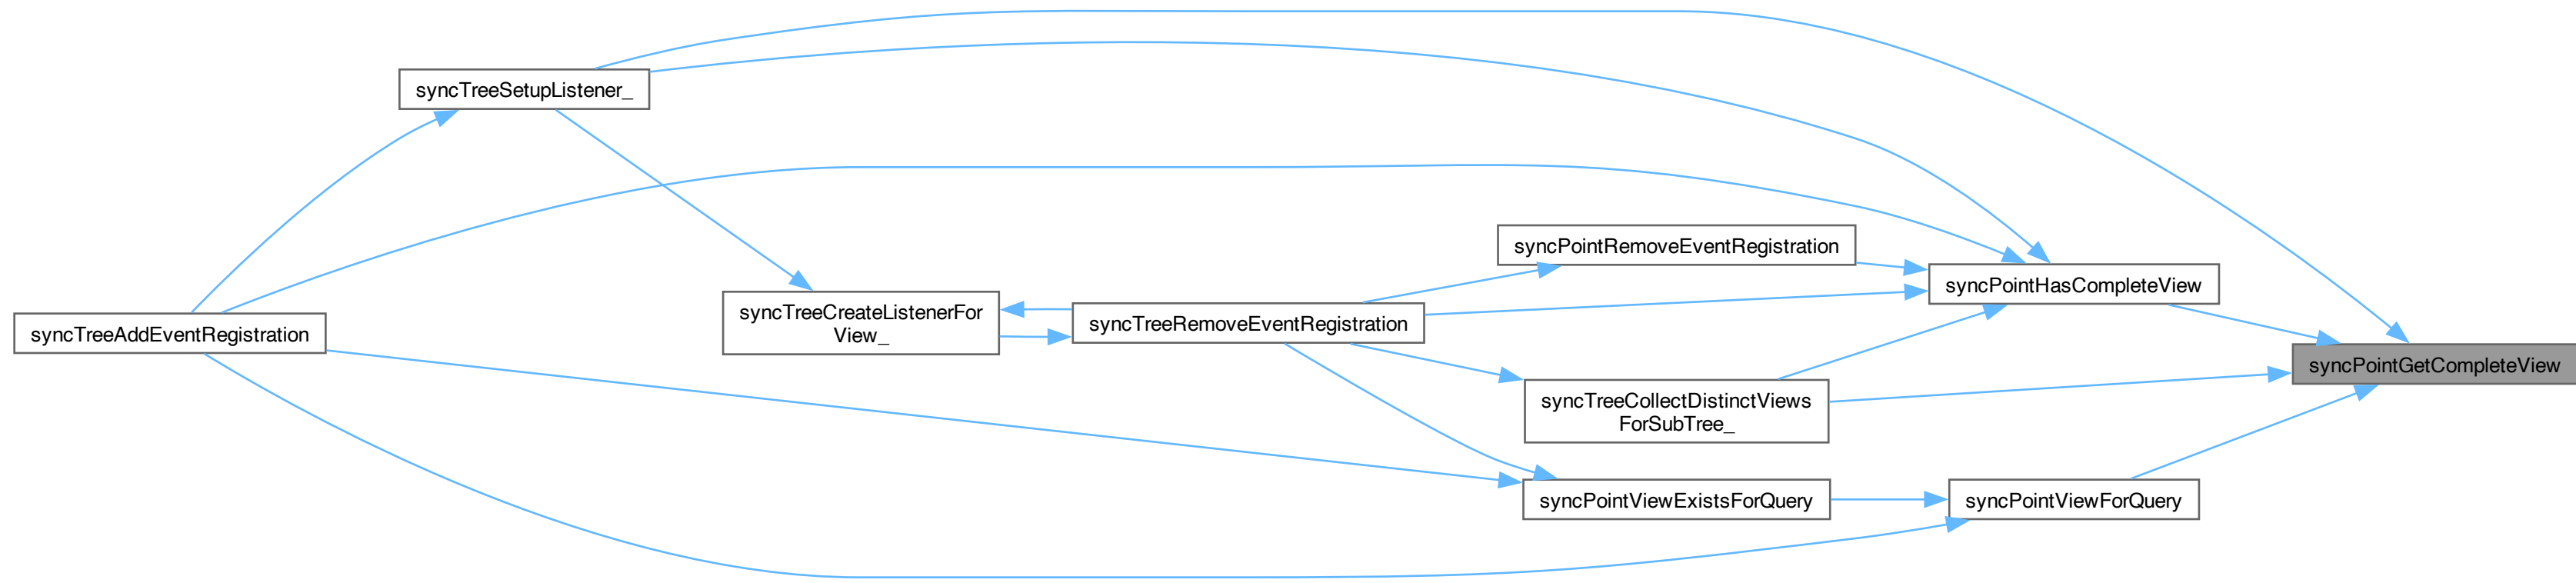 syncTreeSetupListener_
syncPointRemoveEventRegistration
syncPointHasCompleteView
syncTreeCreateListenerFor
View_
syncTreeRemoveEventRegistration
syncTreeAddEventRegistration
syncPointGetCompleteView
syncTreeCollectDistinctViews
ForSubTree_
syncPointViewExistsForQuery
syncPointViewForQuery